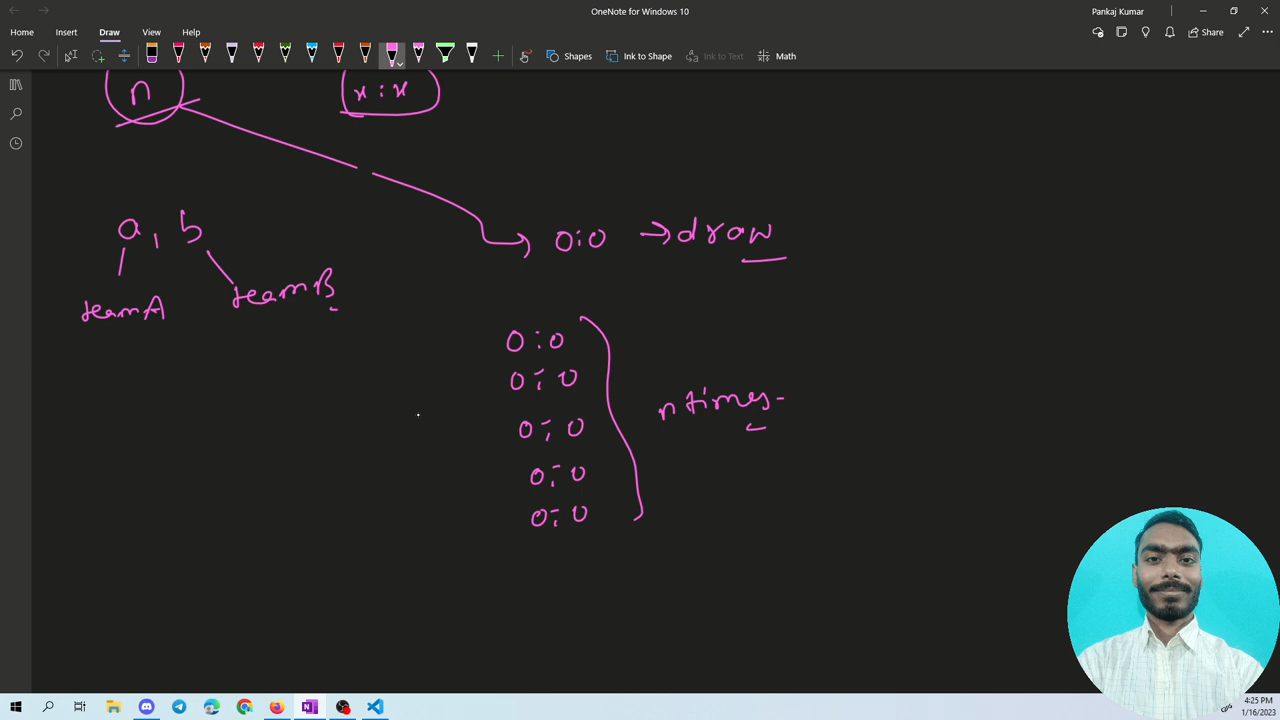 OneNote for Windows 10
Pankaj Kumar
Home Insert Draw View Help
Share
Shapes Ink to Shape Ink to Text Math
n x:x
a, b
0:0 → draw
teamA teamB
0:0
0:0
n times-
0:0
0:0
0:0
4:25 PM
1/16/2023